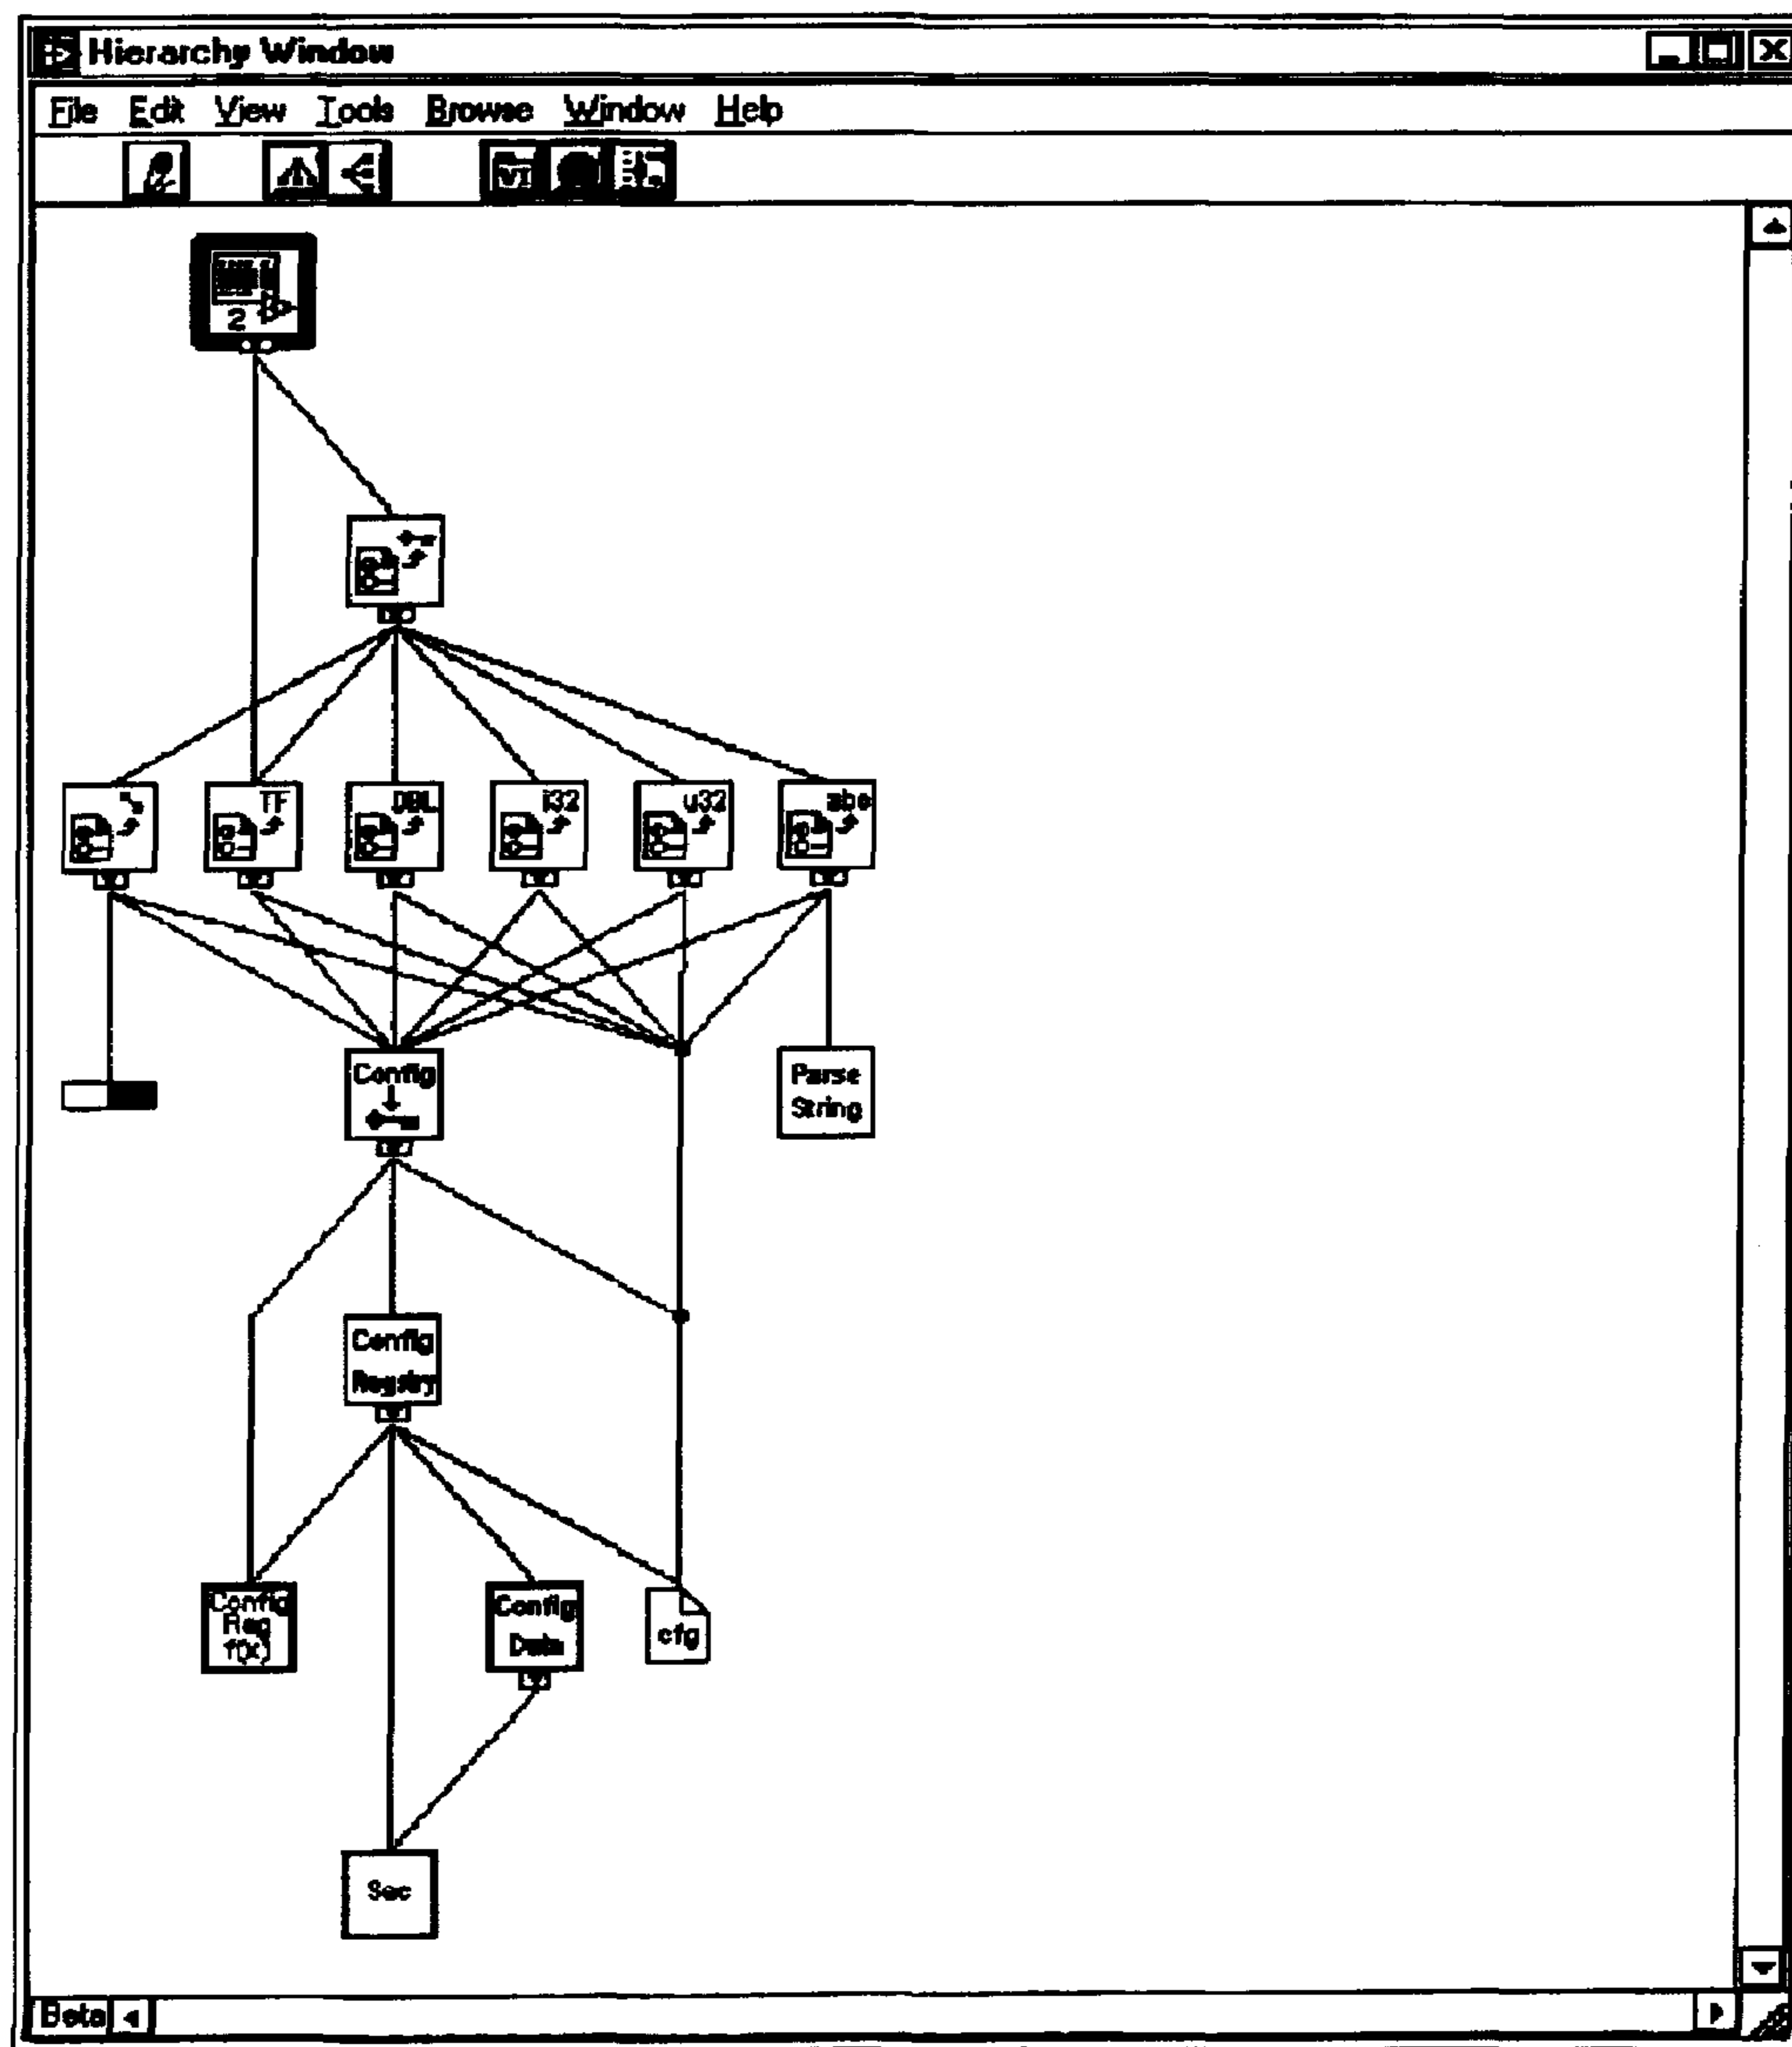 Hierarchy Window
File Edit View Tools Browse Window Help
VI
2
TF DBL i32 u32 abc
Config
Parse
String
Config
Registry
Config
Reg
f(x)
Config
Data
cfg
Sec
Beta